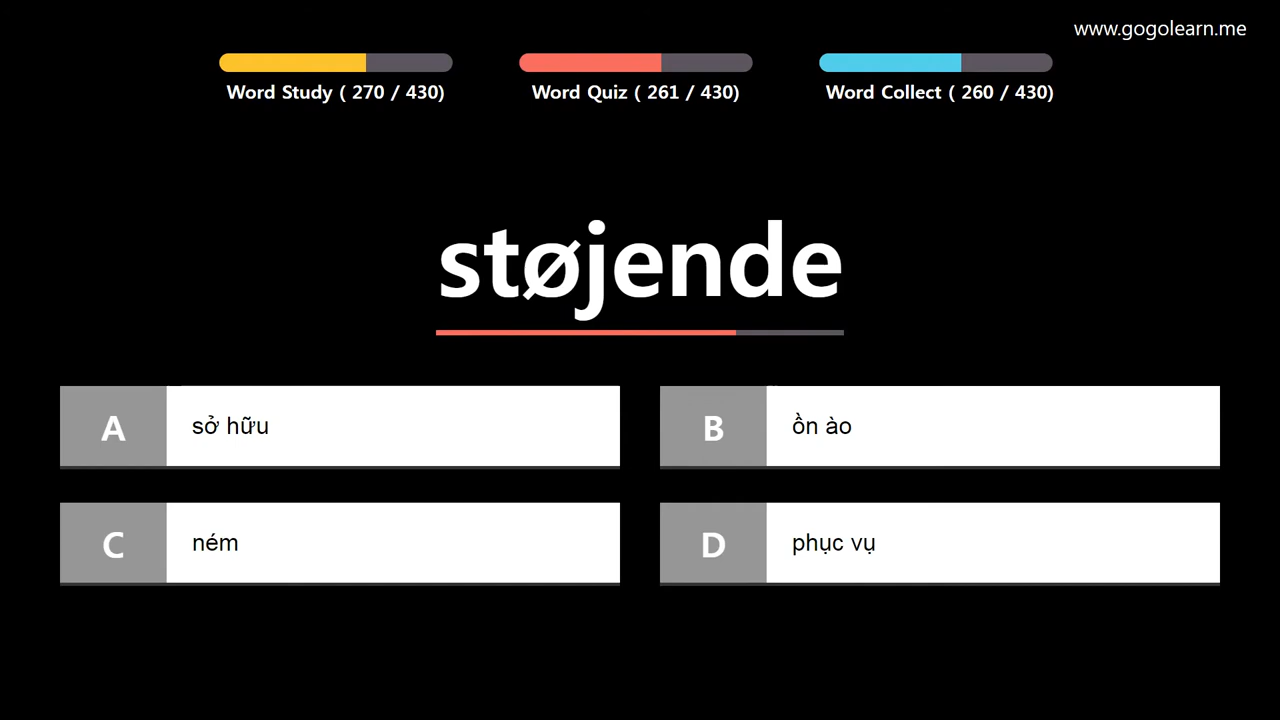 www.gogolearn.me
Word Study ( 270 / 430)
Word Quiz ( 261 / 430)
Word Collect ( 260 / 430)
støjende
A
sở hữu
B
ồn ào
C
ném
D
phục vụ